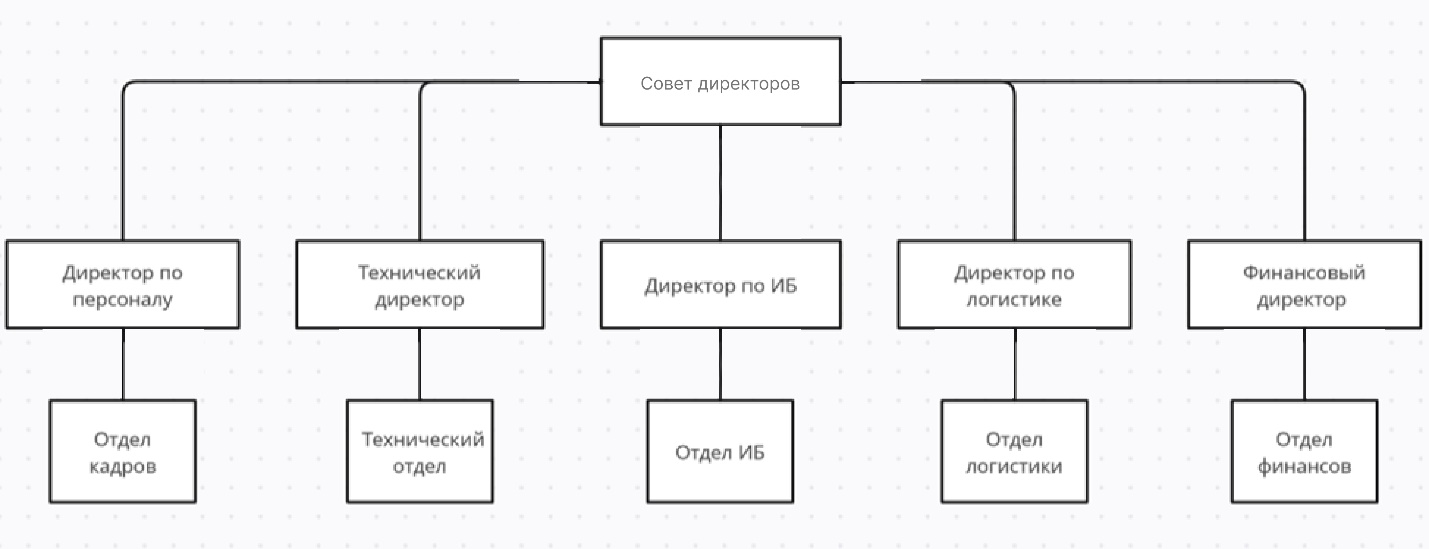 Совет директоров
Директор по
персоналу
Технический
директор
Директор по ИБ
Директор по
логистике
Финансовый
директор
Отдел
кадров
Технический
отдел
Отдел ИБ
Отдел
логистики
Отдел
финансов